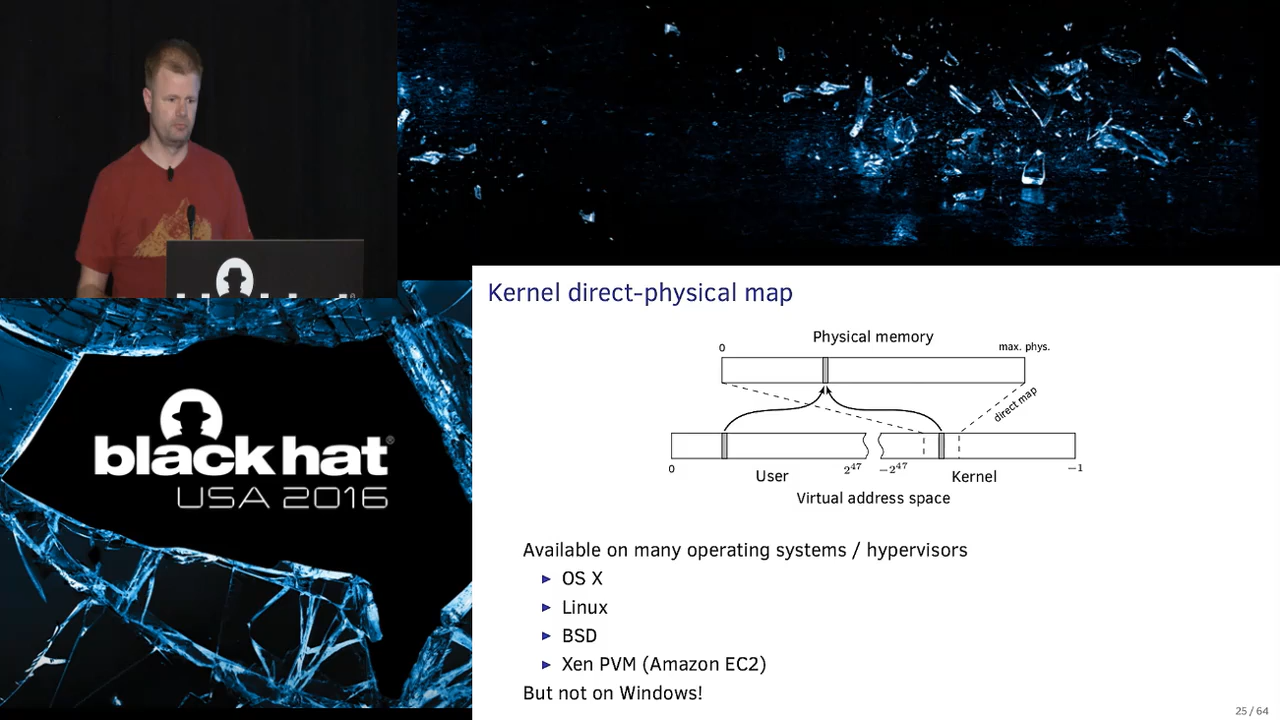 Kernel direct-physical map
Physical memory
0
max. phys.
direct map
0
User
2^47
−2^47
Kernel
−1
Virtual address space
Available on many operating systems / hypervisors
► OS X
► Linux
► BSD
► Xen PVM (Amazon EC2)
But not on Windows!
25 / 64
black hat®
USA 2016